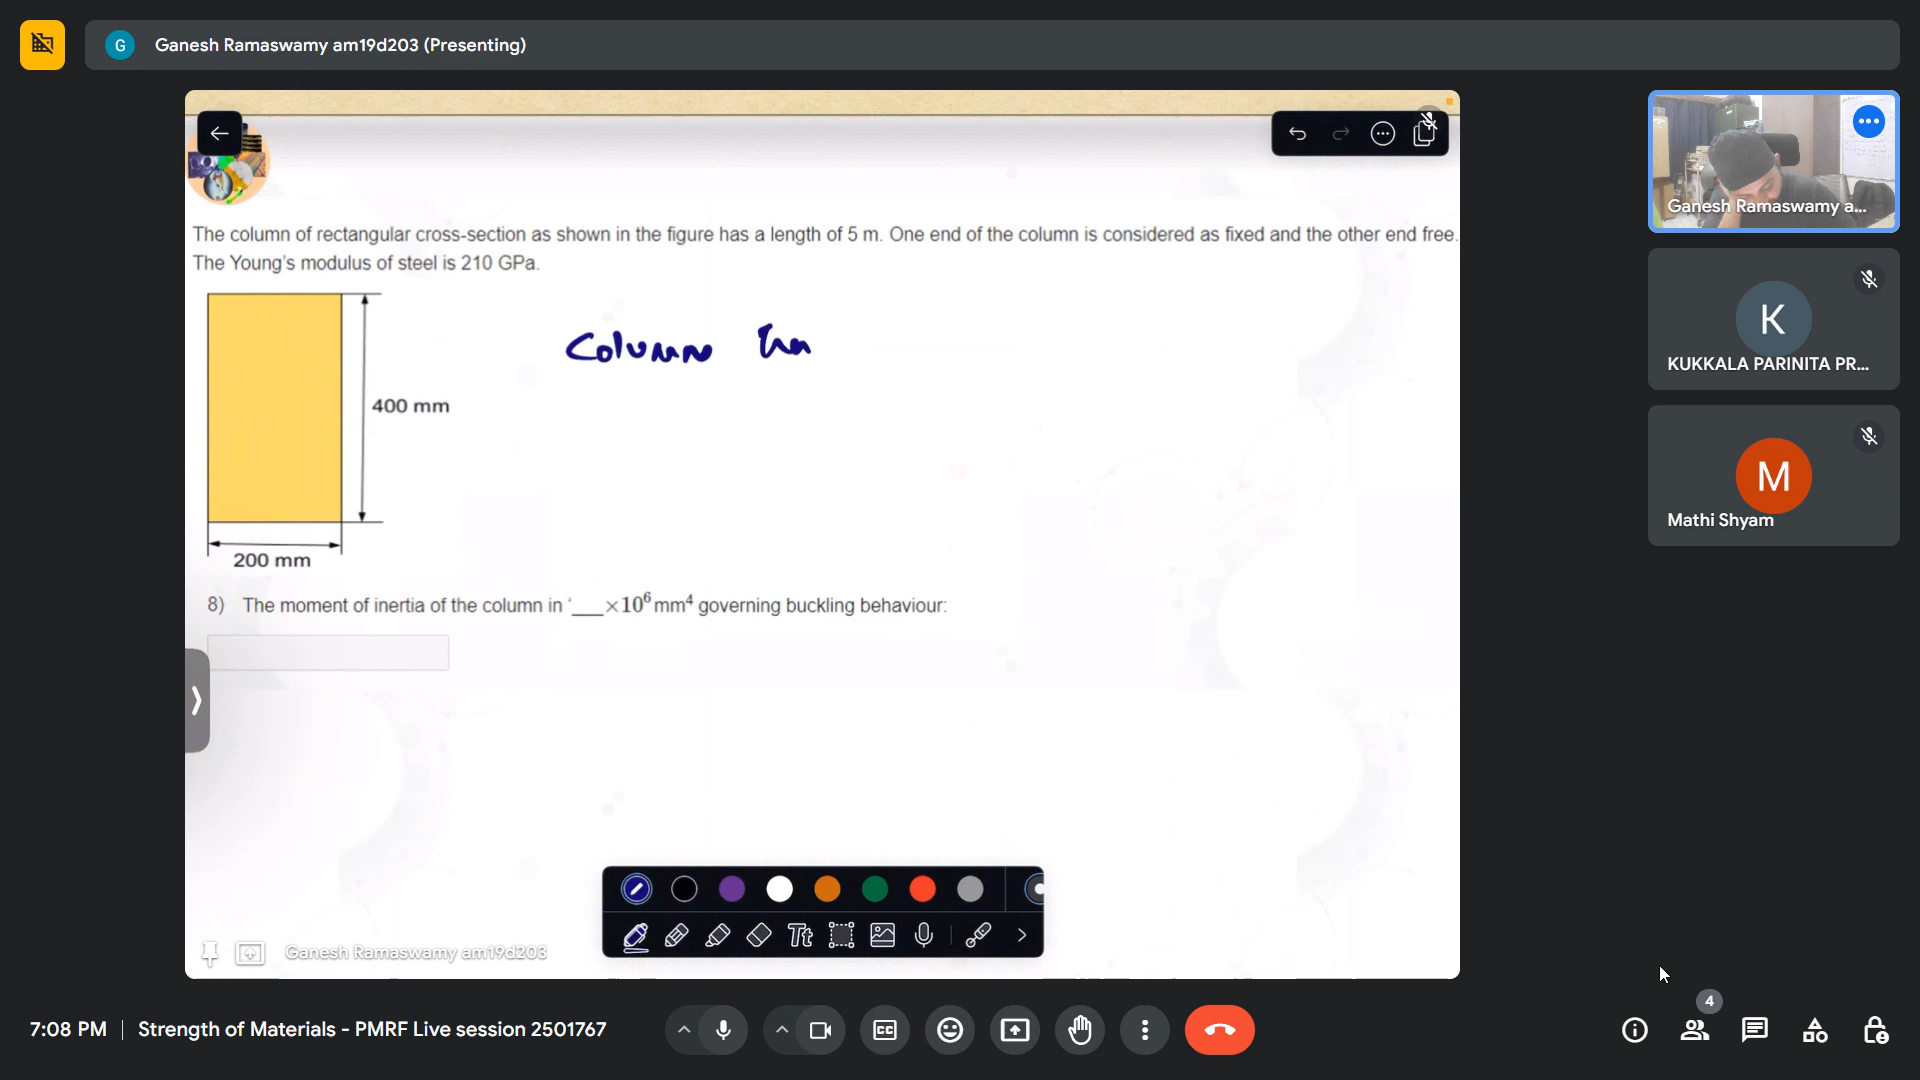 G Ganesh Ramaswamy am19d203 (Presenting)
The column of rectangular cross-section as shown in the figure has a length of 5 m. One end of the column is considered as fixed and the other end free.
The Young's modulus of steel is 210 GPa.
Column
400 mm
200 mm
8) The moment of inertia of the column in '___×10⁶ mm⁴ governing buckling behaviour:
Tt
Ganesh Ramaswamy am19d203
Ganesh Ramaswamy a...
K
KUKKALA PARINITA PR...
M
Mathi Shyam
7:08 PM | Strength of Materials - PMRF Live session 2501767
CC
4